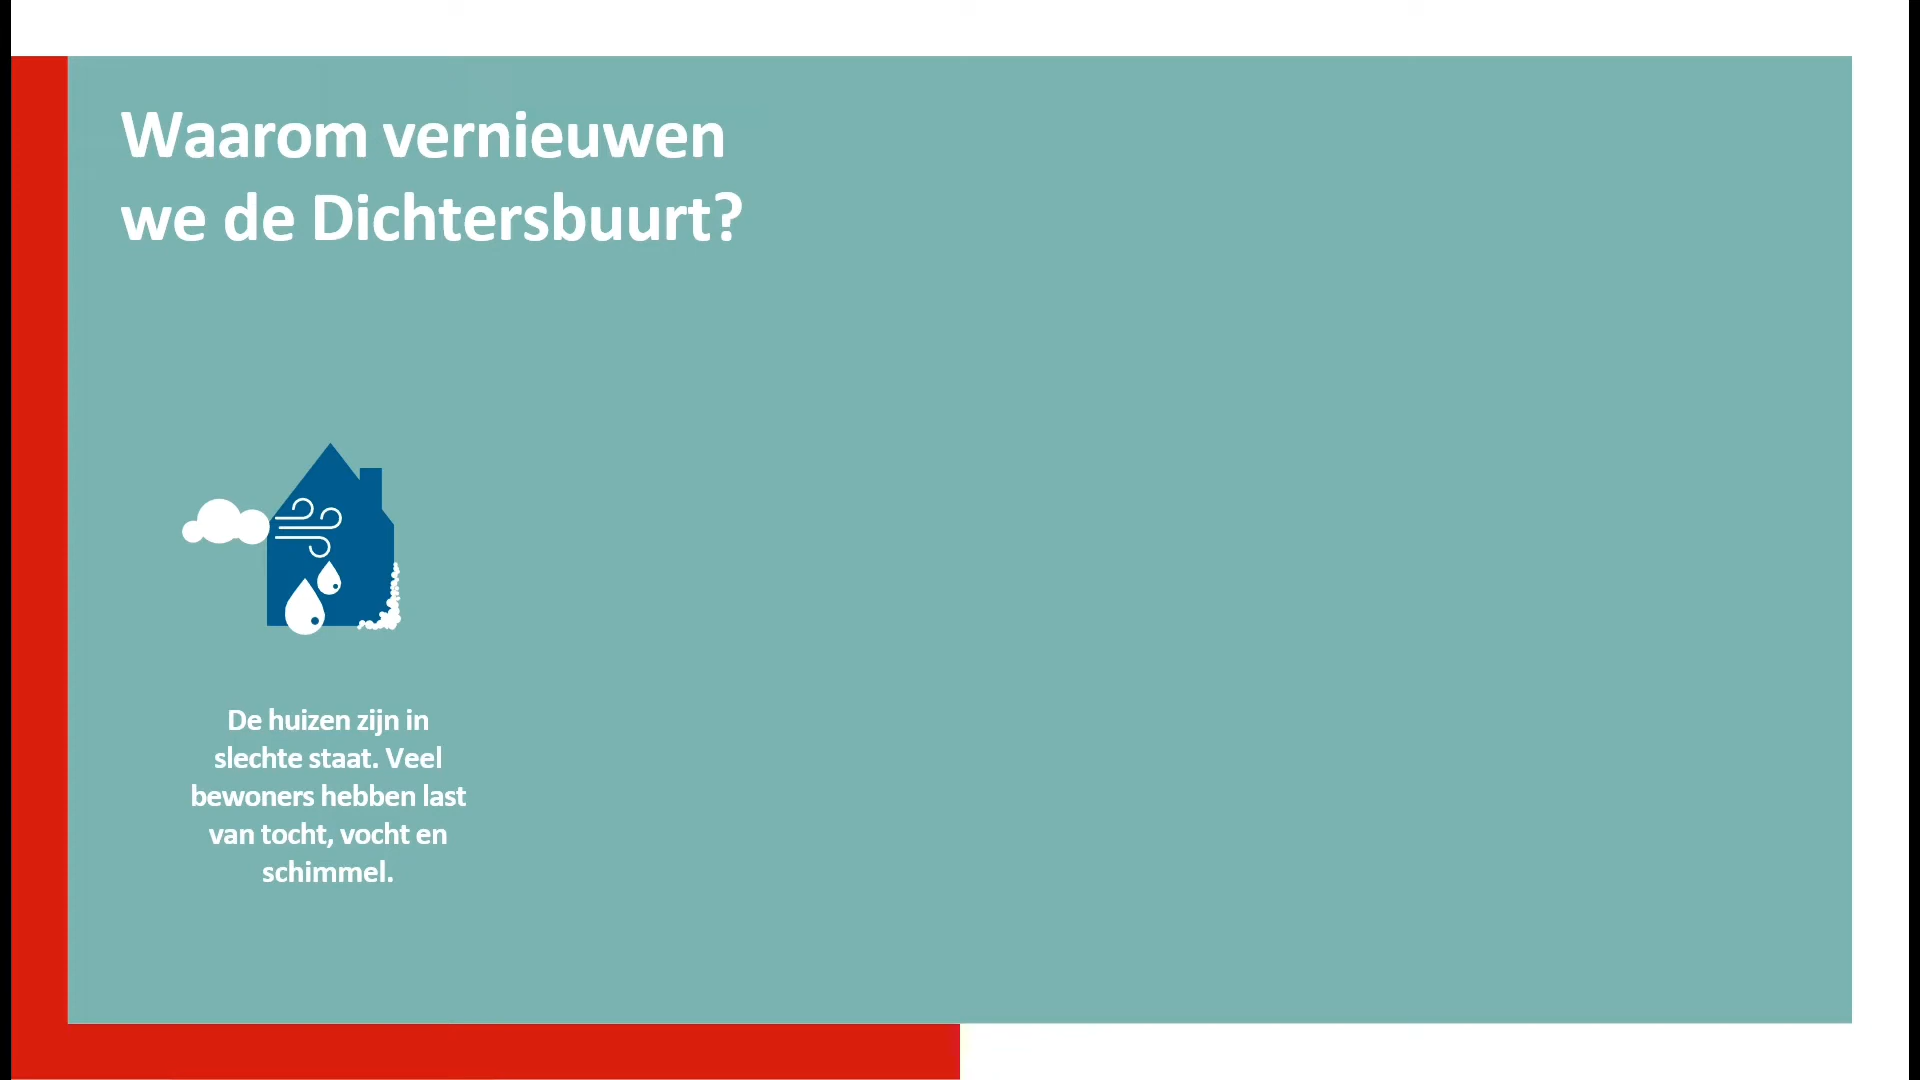 Waarom vernieuwen
we de Dichtersbuurt?
De huizen zijn in
slechte staat. Veel
bewoners hebben last
van tocht, vocht en
schimmel.